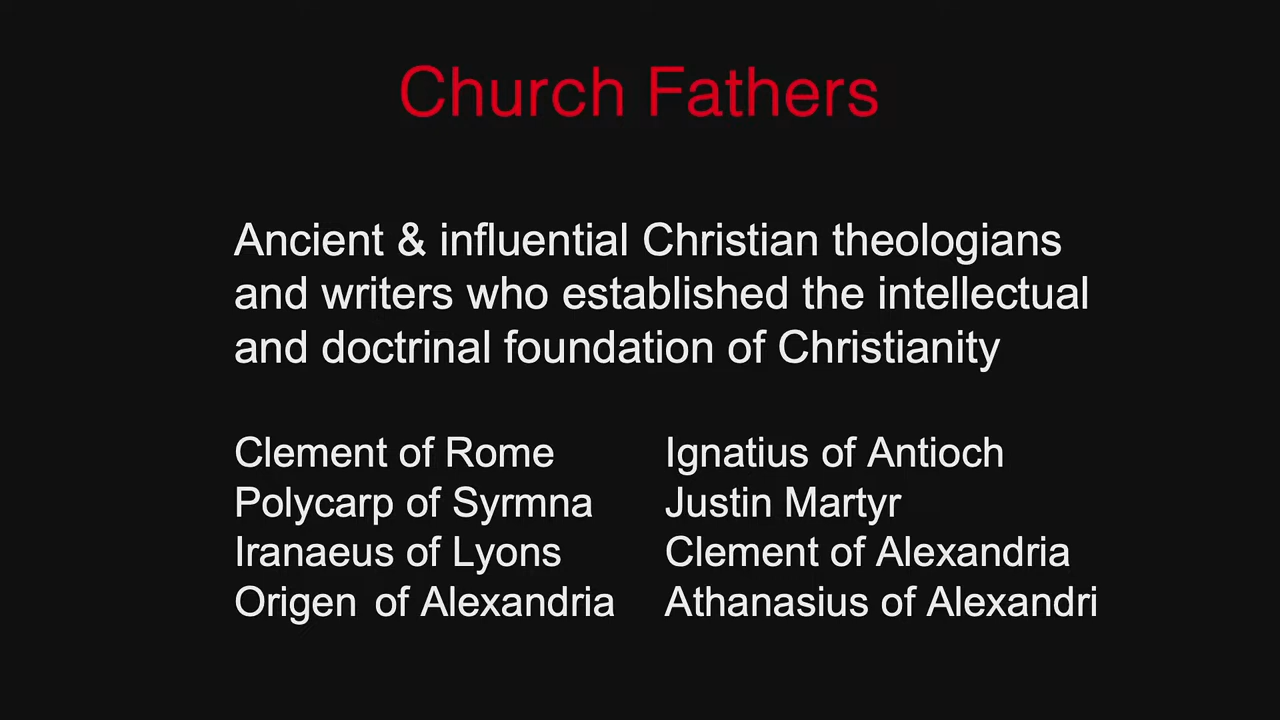 Church Fathers
Ancient & influential Christian theologians
and writers who established the intellectual
and doctrinal foundation of Christianity
Clement of Rome
Polycarp of Syrmna
Iranaeus of Lyons
Origen of Alexandria
Ignatius of Antioch
Justin Martyr
Clement of Alexandria
Athanasius of Alexandri